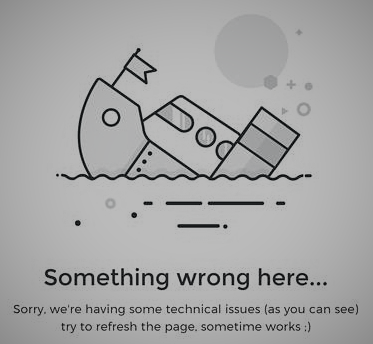 Something wrong here...
Sorry, we're having some technical issues (as you can see)
try to refresh the page, sometime works ;)